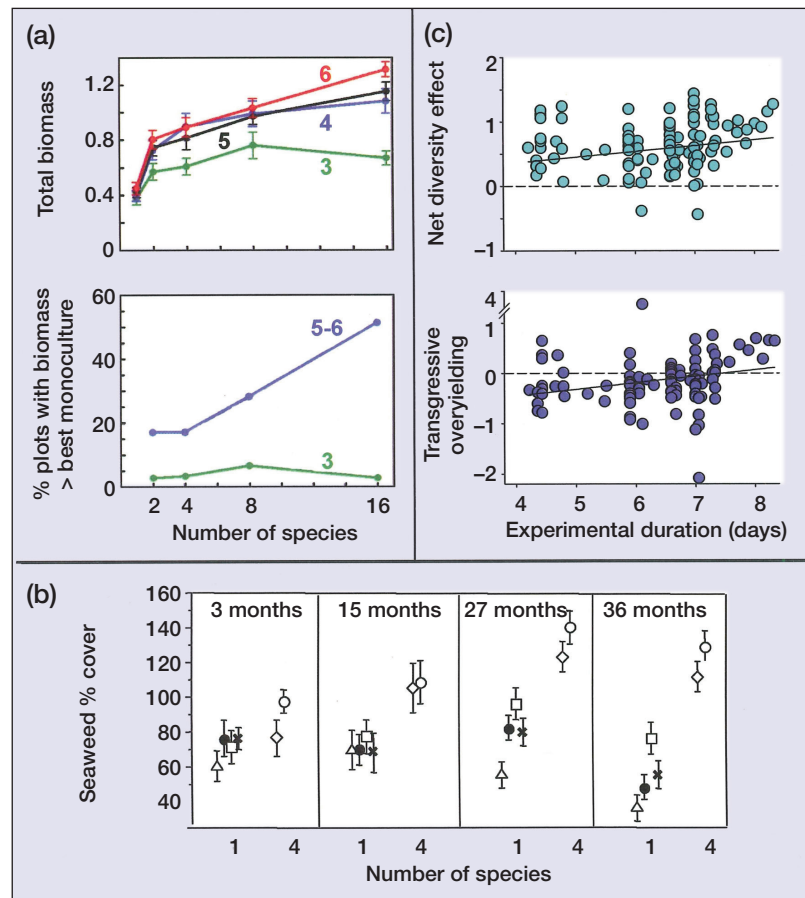 (a)
Total biomass
1.2
0.8
0.4
0
6
5
4
3
% plots with biomass
> best monoculture
60
40
20
0
5-6
3
2 4 8 16
Number of species
(c)
Net diversity effect
2
1
0
−1
Transgressive
overyielding
4
1
0
−1
−2
4 5 6 7 8
Experimental duration (days)
(b)
Seaweed % cover
160
140
120
100
80
60
40
3 months 15 months 27 months 36 months
1 4 1 4 1 4 1 4
Number of species